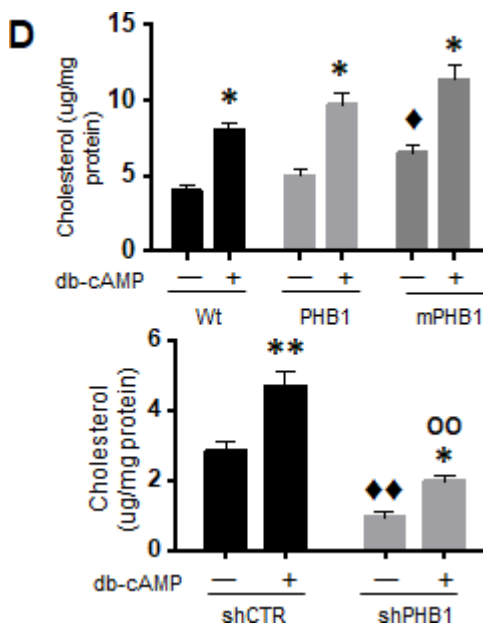 D
Cholesterol (ug/mg
protein)
15
10
5
0
*
*
♦
*
db-cAMP — + — + — +
Wt PHB1 mPHB1
Cholesterol
(ug/mg protein)
6
4
2
0
**
♦♦
oo
*
db-cAMP — + — +
shCTR shPHB1